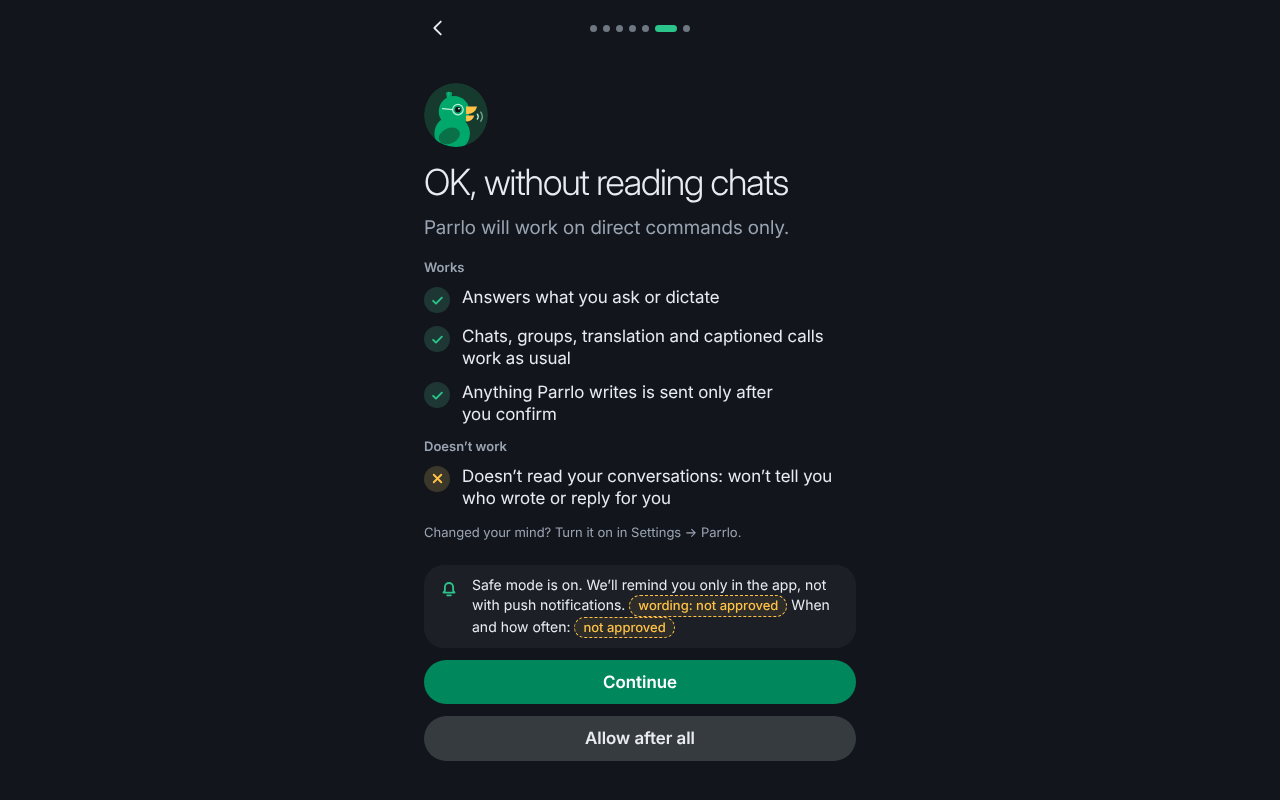 OK, without reading chats
Parrlo will work on direct commands only.
Works
Answers what you ask or dictate
Chats, groups, translation and captioned calls
work as usual
Anything Parrlo writes is sent only after
you confirm
Doesn’t work
Doesn’t read your conversations: won’t tell you
who wrote or reply for you
Changed your mind? Turn it on in Settings → Parrlo.
Safe mode is on. We’ll remind you only in the app, not
with push notifications. wording: not approved When
and how often: not approved
Continue
Allow after all